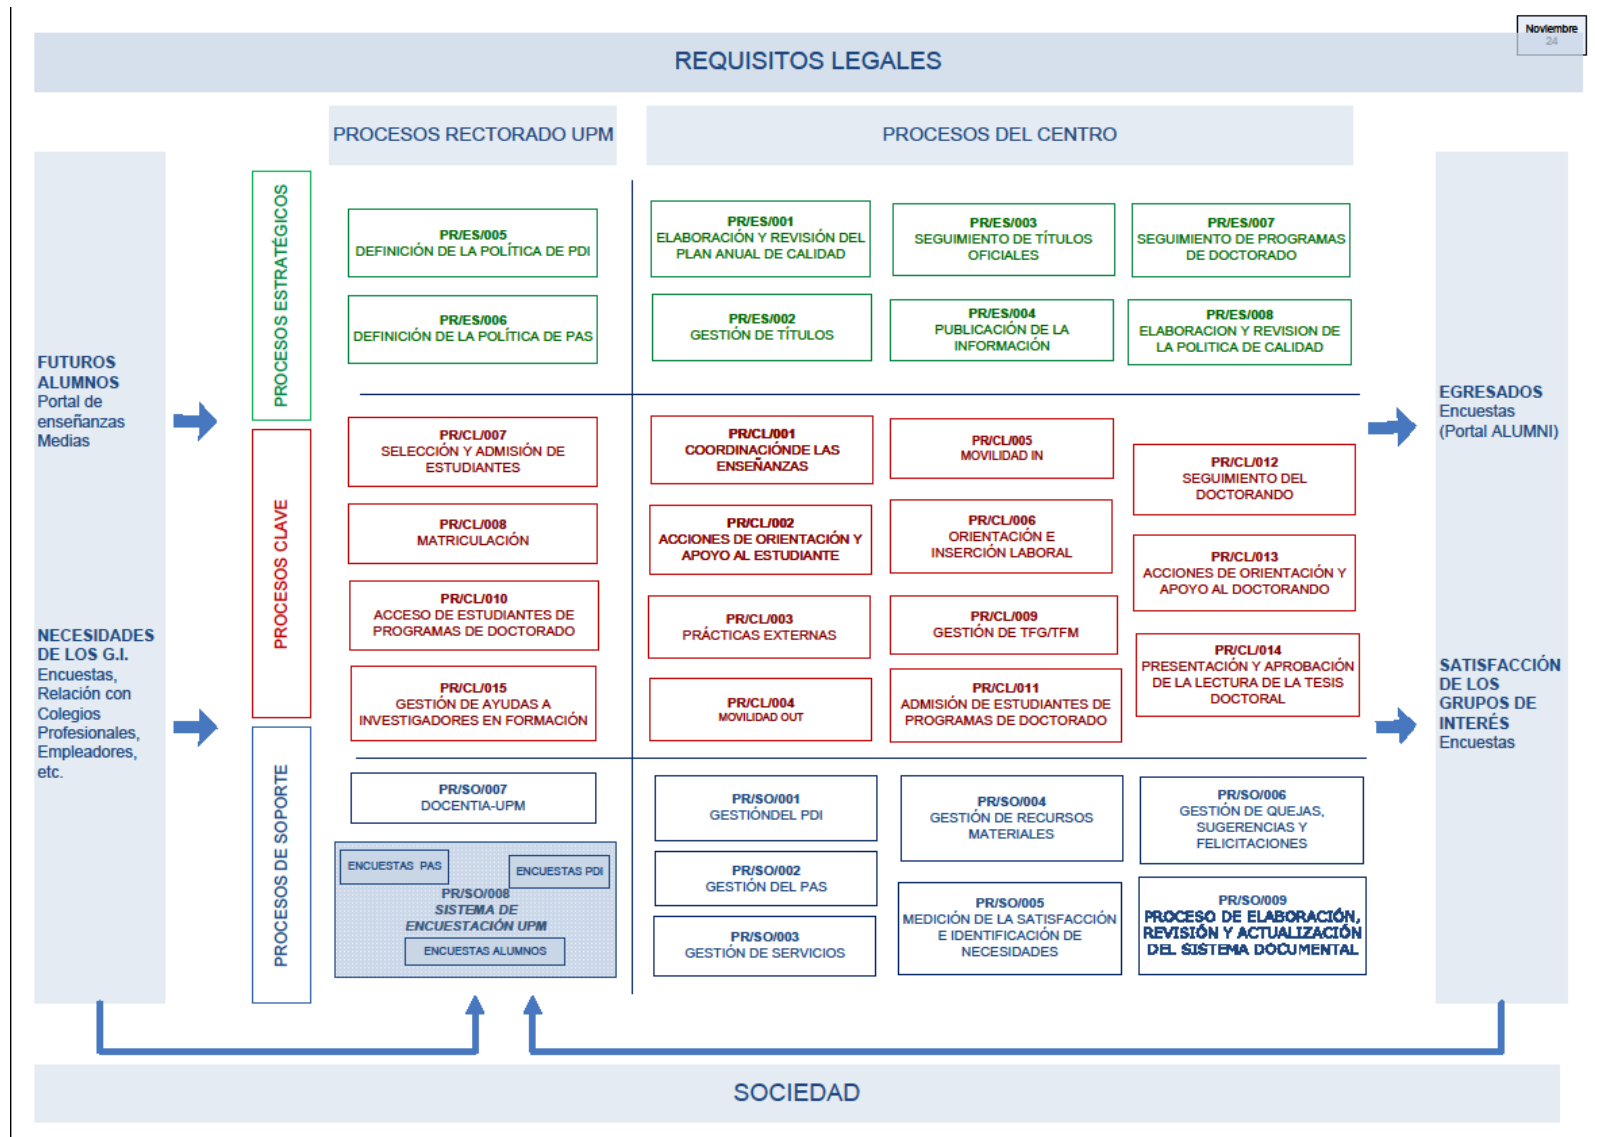 Noviembre
24
REQUISITOS LEGALES
PROCESOS RECTORADO UPM
PROCESOS DEL CENTRO
FUTUROS
ALUMNOS
Portal de
enseñanzas
Medias
NECESIDADES
DE LOS G.I.
Encuestas,
Relación con
Colegios
Profesionales,
Empleadores,
etc.
PROCESOS ESTRATÉGICOS
PR/ES/005
DEFINICIÓN DE LA POLÍTICA DE PDI
PR/ES/006
DEFINICIÓN DE LA POLÍTICA DE PAS
PR/ES/001
ELABORACIÓN Y REVISIÓN DEL
PLAN ANUAL DE CALIDAD
PR/ES/003
SEGUIMIENTO DE TÍTULOS
OFICIALES
PR/ES/007
SEGUIMIENTO DE PROGRAMAS
DE DOCTORADO
PR/ES/002
GESTIÓN DE TÍTULOS
PR/ES/004
PUBLICACIÓN DE LA
INFORMACIÓN
PR/ES/008
ELABORACION Y REVISION DE
LA POLITICA DE CALIDAD
PROCESOS CLAVE
PR/CL/007
SELECCIÓN Y ADMISIÓN DE
ESTUDIANTES
PR/CL/008
MATRICULACIÓN
PR/CL/010
ACCESO DE ESTUDIANTES DE
PROGRAMAS DE DOCTORADO
PR/CL/015
GESTIÓN DE AYUDAS A
INVESTIGADORES EN FORMACIÓN
PR/CL/001
COORDINACIÓNDE LAS
ENSEÑANZAS
PR/CL/002
ACCIONES DE ORIENTACIÓN Y
APOYO AL ESTUDIANTE
PR/CL/003
PRÁCTICAS EXTERNAS
PR/CL/004
MOVILIDAD OUT
PR/CL/005
MOVILIDAD IN
PR/CL/006
ORIENTACIÓN E
INSERCIÓN LABORAL
PR/CL/009
GESTIÓN DE TFG/TFM
PR/CL/011
ADMISIÓN DE ESTUDIANTES DE
PROGRAMAS DE DOCTORADO
PR/CL/012
SEGUIMIENTO DEL
DOCTORANDO
PR/CL/013
ACCIONES DE ORIENTACIÓN Y
APOYO AL DOCTORANDO
PR/CL/014
PRESENTACIÓN Y APROBACIÓN
DE LA LECTURA DE LA TESIS
DOCTORAL
PROCESOS DE SOPORTE
PR/SO/007
DOCENTIA-UPM
ENCUESTAS PAS
ENCUESTAS PDI
PR/SO/008
SISTEMA DE
ENCUESTACIÓN UPM
ENCUESTAS ALUMNOS
PR/SO/001
GESTIÓNDEL PDI
PR/SO/002
GESTIÓN DEL PAS
PR/SO/003
GESTIÓN DE SERVICIOS
PR/SO/004
GESTIÓN DE RECURSOS
MATERIALES
PR/SO/005
MEDICIÓN DE LA SATISFACCIÓN
E IDENTIFICACIÓN DE
NECESIDADES
PR/SO/006
GESTIÓN DE QUEJAS,
SUGERENCIAS Y
FELICITACIONES
PR/SO/009
PROCESO DE ELABORACIÓN,
REVISIÓN Y ACTUALIZACIÓN
DEL SISTEMA DOCUMENTAL
EGRESADOS
Encuestas
(Portal ALUMNI)
SATISFACCIÓN
DE LOS
GRUPOS DE
INTERÉS
Encuestas
SOCIEDAD